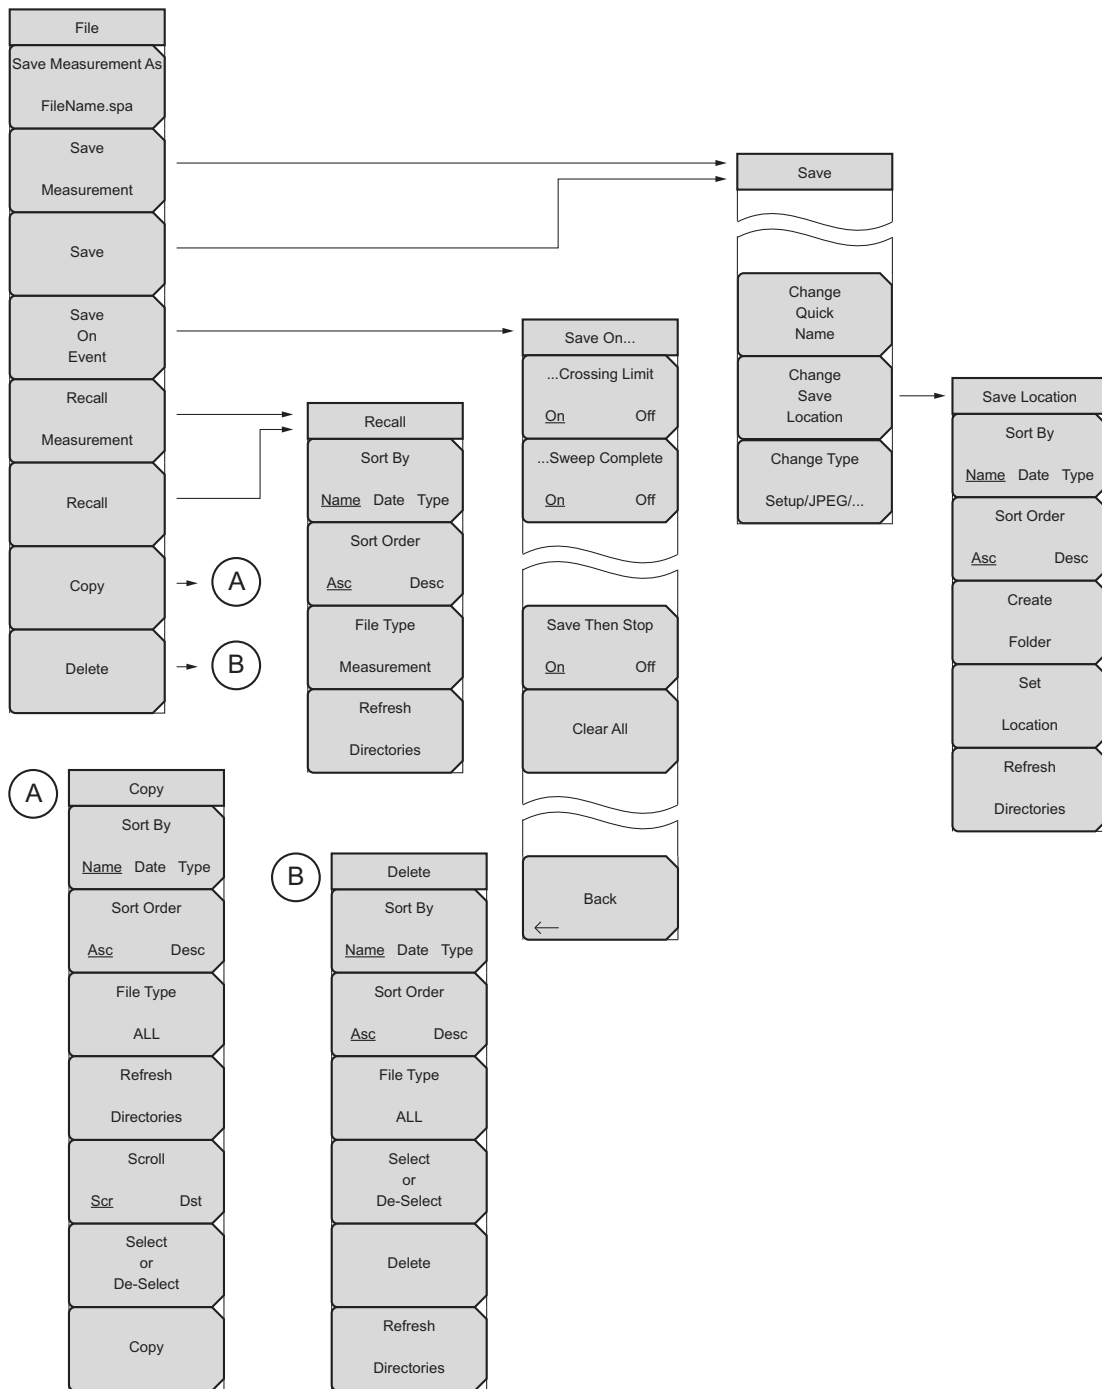 File
Save Measurement As
FileName.spa
Save
Measurement
Save
Save
On
Event
Recall
Measurement
Recall
Copy
A
Delete
B
Recall
Sort By
Name Date Type
Sort Order
Asc Desc
File Type
Measurement
Refresh
Directories
Save On...
...Crossing Limit
On Off
...Sweep Complete
On Off
Save Then Stop
On Off
Clear All
Back
Save
Change
Quick
Name
Change
Save
Location
Change Type
Setup/JPEG/...
Save Location
Sort By
Name Date Type
Sort Order
Asc Desc
Create
Folder
Set
Location
Refresh
Directories
A
Copy
Sort By
Name Date Type
Sort Order
Asc Desc
File Type
ALL
Refresh
Directories
Scroll
Scr Dst
Select
or
De-Select
Copy
B
Delete
Sort By
Name Date Type
Sort Order
Asc Desc
File Type
ALL
Select
or
De-Select
Delete
Refresh
Directories